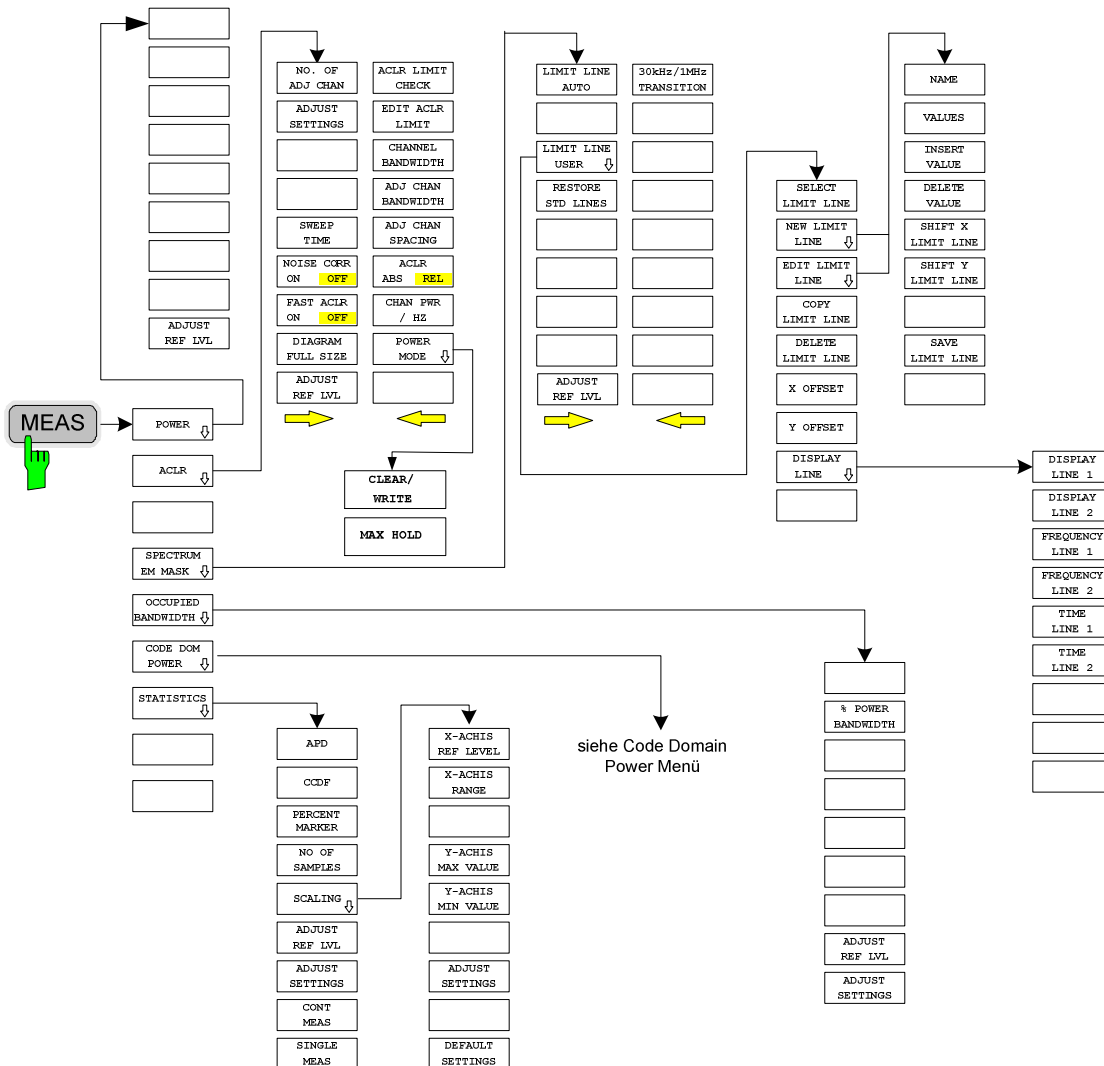 MEAS
POWER
ACLR
SPECTRUM
EM MASK
OCCUPIED
BANDWIDTH
CODE DOM
POWER
STATISTICS
ADJUST
REF LVL
NO. OF
ADJ CHAN
ADJUST
SETTINGS
SWEEP
TIME
NOISE CORR
ON OFF
FAST ACLR
ON OFF
DIAGRAM
FULL SIZE
ADJUST
REF LVL
ACLR LIMIT
CHECK
EDIT ACLR
LIMIT
CHANNEL
BANDWIDTH
ADJ CHAN
BANDWIDTH
ADJ CHAN
SPACING
ACLR
ABS REL
CHAN PWR
/ HZ
POWER
MODE
CLEAR/
WRITE
MAX HOLD
LIMIT LINE
AUTO
LIMIT LINE
USER
RESTORE
STD LINES
ADJUST
REF LVL
30kHz/1MHz
TRANSITION
SELECT
LIMIT LINE
NEW LIMIT
LINE
EDIT LIMIT
LINE
COPY
LIMIT LINE
DELETE
LIMIT LINE
X OFFSET
Y OFFSET
DISPLAY
LINE
NAME
VALUES
INSERT
VALUE
DELETE
VALUE
SHIFT X
LIMIT LINE
SHIFT Y
LIMIT LINE
SAVE
LIMIT LINE
DISPLAY
LINE 1
DISPLAY
LINE 2
FREQUENCY
LINE 1
FREQUENCY
LINE 2
TIME
LINE 1
TIME
LINE 2
% POWER
BANDWIDTH
ADJUST
REF LVL
ADJUST
SETTINGS
siehe Code Domain
Power Menü
APD
CCDF
PERCENT
MARKER
NO OF
SAMPLES
SCALING
ADJUST
REF LVL
ADJUST
SETTINGS
CONT
MEAS
SINGLE
MEAS
X-ACHIS
REF LEVEL
X-ACHIS
RANGE
Y-ACHIS
MAX VALUE
Y-ACHIS
MIN VALUE
ADJUST
SETTINGS
DEFAULT
SETTINGS